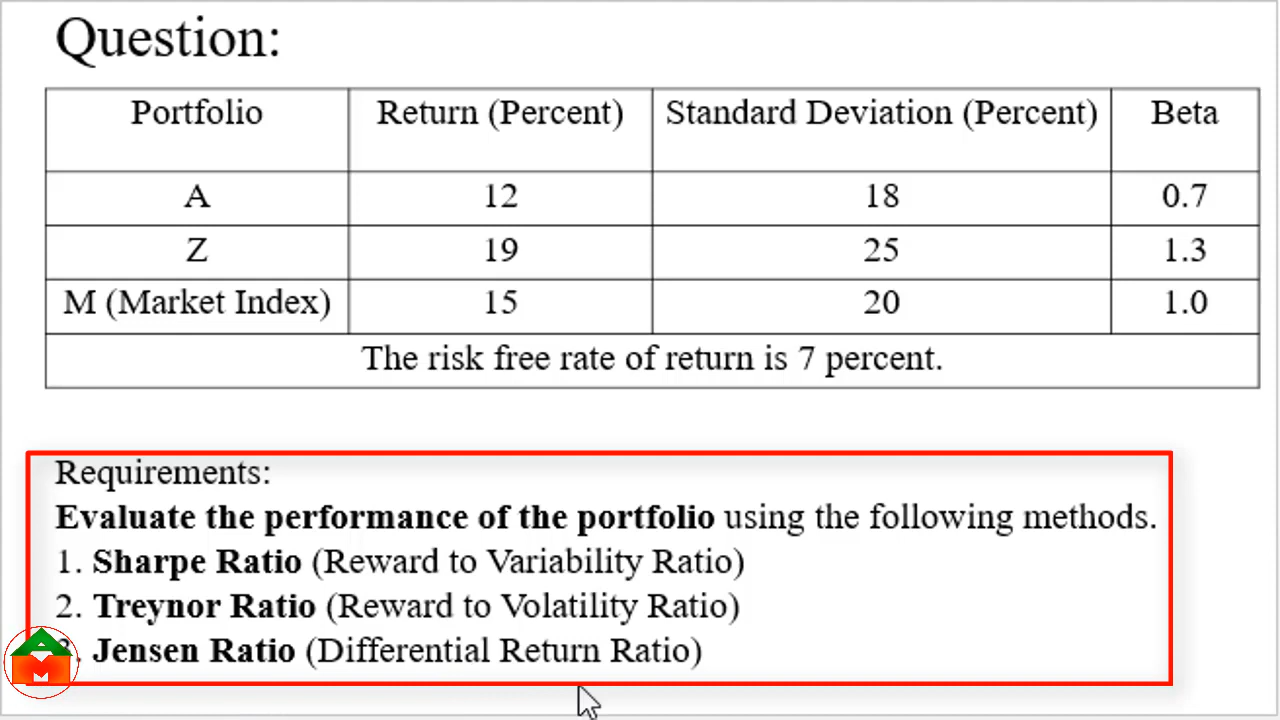 Question:
Portfolio Return (Percent) Standard Deviation (Percent) Beta
A 12 18 0.7
Z 19 25 1.3
M (Market Index) 15 20 1.0
The risk free rate of return is 7 percent.
Requirements:
Evaluate the performance of the portfolio using the following methods.
1. Sharpe Ratio (Reward to Variability Ratio)
2. Treynor Ratio (Reward to Volatility Ratio)
3. Jensen Ratio (Differential Return Ratio)
A
M